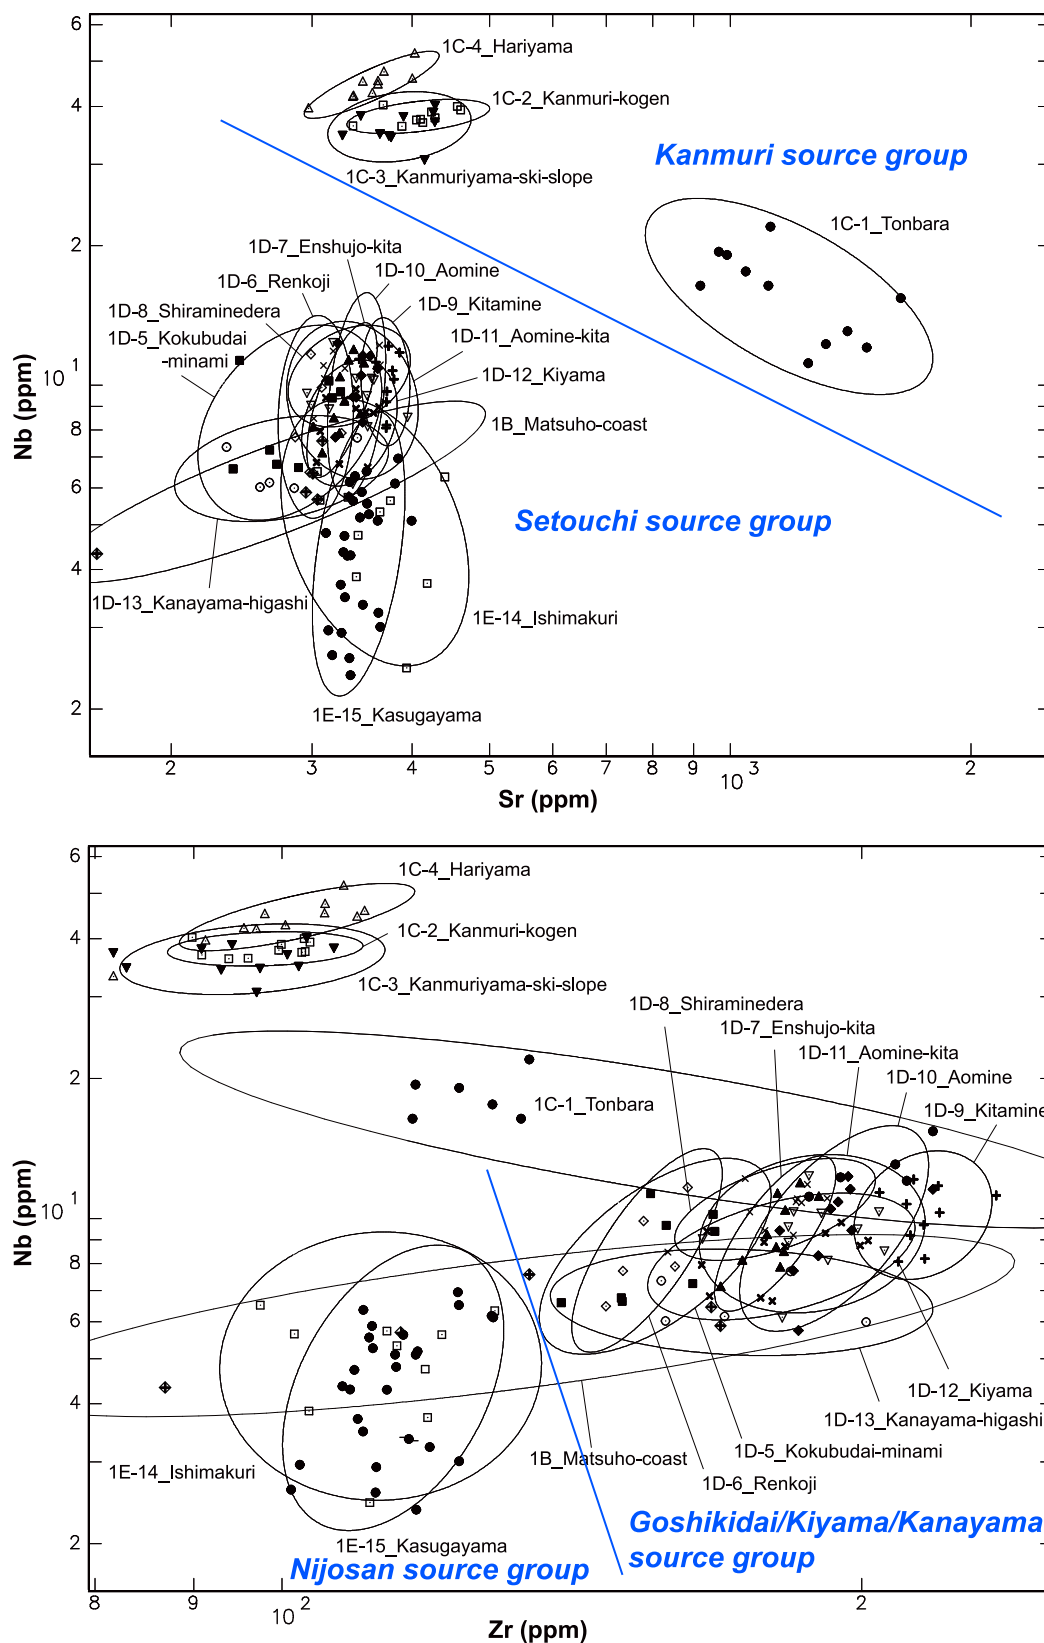 6
1C-4_Hariyama
4
1C-2_Kanmuri-kogen
Kanmuri source group
1C-3_Kanmuriyama-ski-slope
1C-1_Tonbara
2
1D-7_Enshujo-kita
1D-10_Aomine
1D-6_Renkoji
1D-9_Kitamine
1D-8_Shiraminedera
1D-5_Kokubudai
-minami
1D-11_Aomine-kita
10
1D-12_Kiyama
8
1B_Matsuho-coast
Nb (ppm)
6
Setouchi source group
4
1D-13_Kanayama-higashi
1E-14_Ishimakuri
2
1E-15_Kasugayama
2 3 4 5 6 7 8 9 10³ 2
Sr (ppm)
6
1C-4_Hariyama
4
1C-2_Kanmuri-kogen
1C-3_Kanmuriyama-ski-slope
1D-8_Shiraminedera
1D-7_Enshujo-kita
1D-11_Aomine-kita
2
1D-10_Aomine
1C-1_Tonbara
1D-9_Kitamine
Nb (ppm)
10
8
6
4
1D-12_Kiyama
1D-13_Kanayama-higashi
1B_Matsuho-coast
1D-5_Kokubudai-minami
1E-14_Ishimakuri
1D-6_Renkoji
Goshikidai/Kiyama/Kanayama
source group
2
1E-15_Kasugayama
Nijosan source group
8 9 10² 2
Zr (ppm)